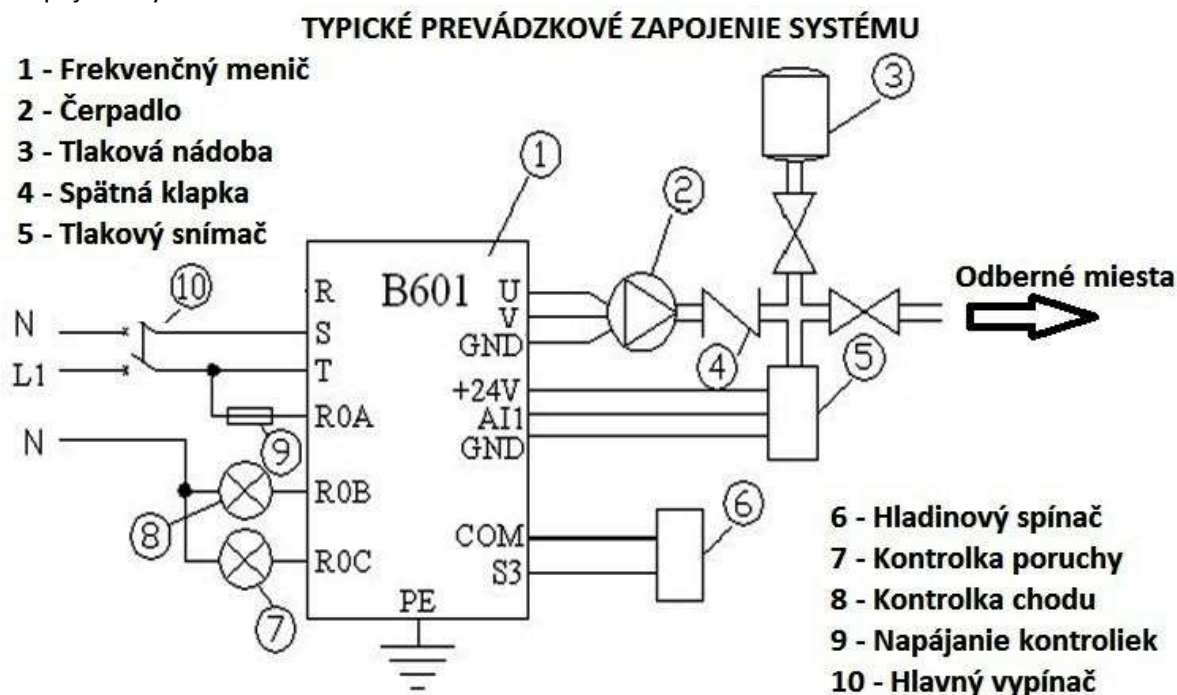 TYPICKÉ PREVÁDZKOVÉ ZAPOJENIE SYSTÉMU
1 - Frekvenčný menič
2 - Čerpadlo
3 - Tlaková nádoba
4 - Spätná klapka
5 - Tlakový snímač
3
1
2
10
B601
R
S
T
R0A
R0B
R0C
PE
U
V
GND
+24V
AI1
GND
COM
S3
N
L1
N
Odberné miesta
4
5
9
8
7
6
6 - Hladinový spínač
7 - Kontrolka poruchy
8 - Kontrolka chodu
9 - Napájanie kontroliek
10 - Hlavný vypínač